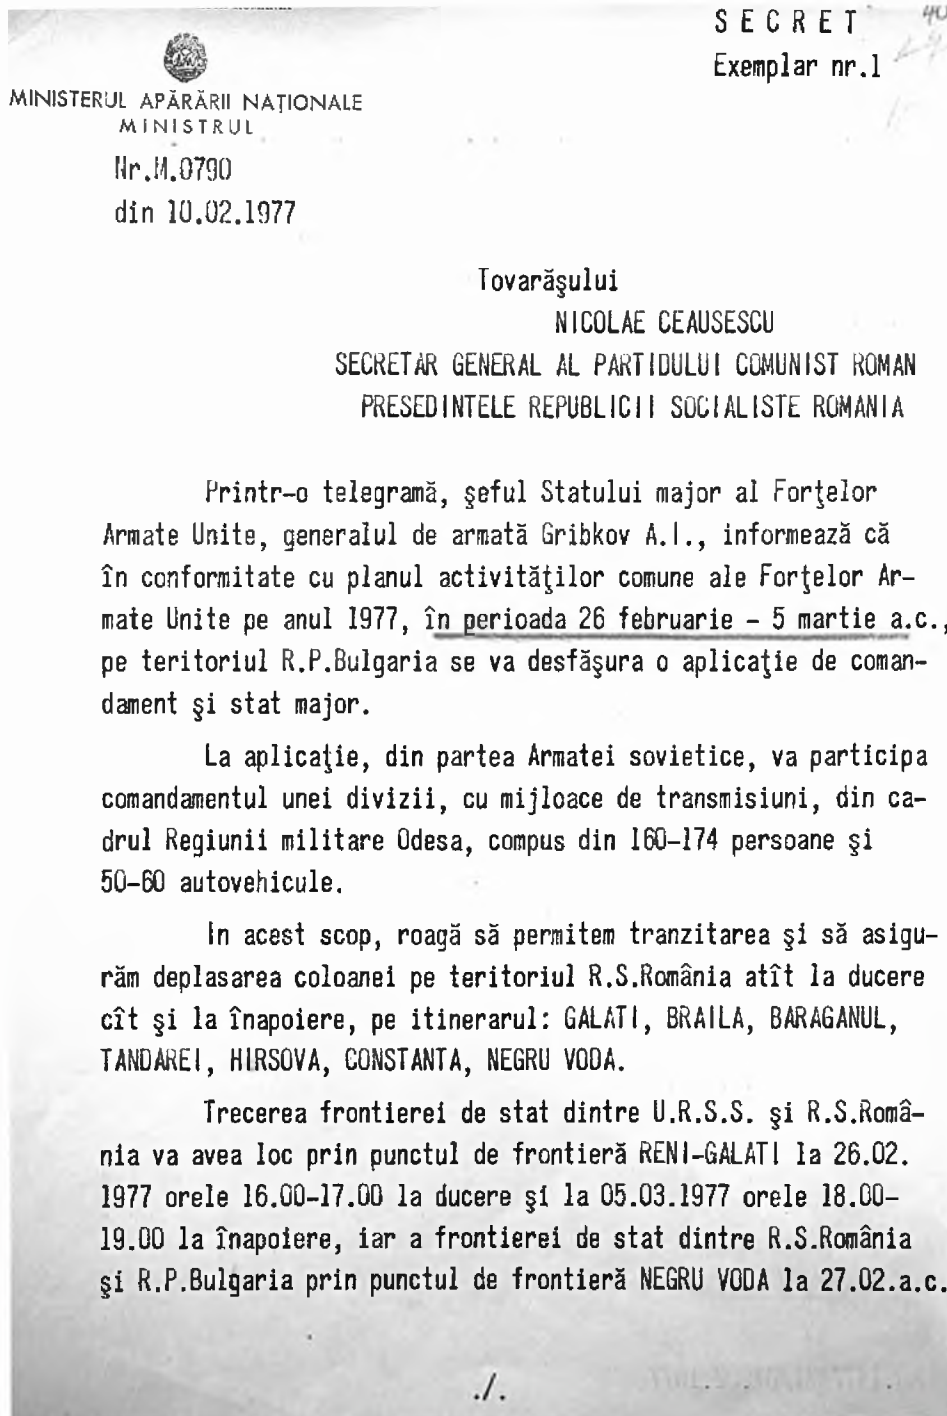 SECRET
Exemplar nr.1
MINISTERUL APĂRĂRII NAȚIONALE
MINISTRUL
Nr.M.0790
din 10.02.1977
Tovarăşului
NICOLAE CEAUSESCU
SECRETAR GENERAL AL PARTIDULUI COMUNIST ROMAN
PRESEDINTELE REPUBLICII SOCIALISTE ROMANIA
Printr-o telegramă, şeful Statului major al Forţelor
Armate Unite, generalul de armată Gribkov A.I., informează că
în conformitate cu planul activităţilor comune ale Forţelor Ar-
mate Unite pe anul 1977, în perioada 26 februarie - 5 martie a.c.,
pe teritoriul R.P.Bulgaria se va desfăşura o aplicaţie de coman-
dament şi stat major.
La aplicaţie, din partea Armatei sovietice, va participa
comandamentul unei divizii, cu mijloace de transmisiuni, din ca-
drul Regiunii militare Odesa, compus din 160-174 persoane şi
50-60 autovehicule.
In acest scop, roagă să permitem tranzitarea şi să asigu-
răm deplasarea coloanei pe teritoriul R.S.România atît la ducere
cît şi la înapoiere, pe itinerarul: GALATI, BRAILA, BARAGANUL,
TANDAREI, HIRSOVA, CONSTANTA, NEGRU VODA.
Trecerea frontierei de stat dintre U.R.S.S. şi R.S.Româ-
nia va avea loc prin punctul de frontieră RENI-GALATI la 26.02.
1977 orele 16.00-17.00 la ducere şi la 05.03.1977 orele 18.00-
19.00 la înapoiere, iar a frontierei de stat dintre R.S.România
şi R.P.Bulgaria prin punctul de frontieră NEGRU VODA la 27.02.a.c.
./.